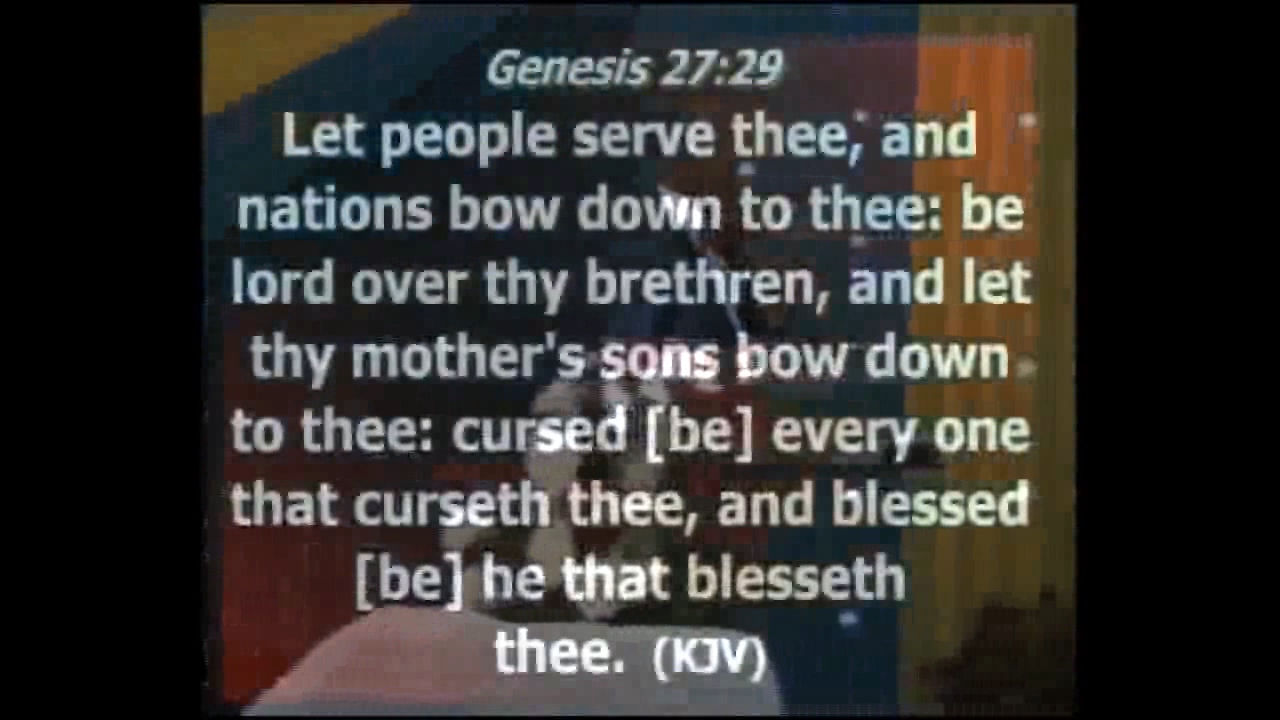 Genesis 27:29
Let people serve thee, and
nations bow down to thee: be
lord over thy brethren, and let
thy mother's sons bow down
to thee: cursed [be] every one
that curseth thee, and blessed
[be] he that blesseth
thee. (KJV)